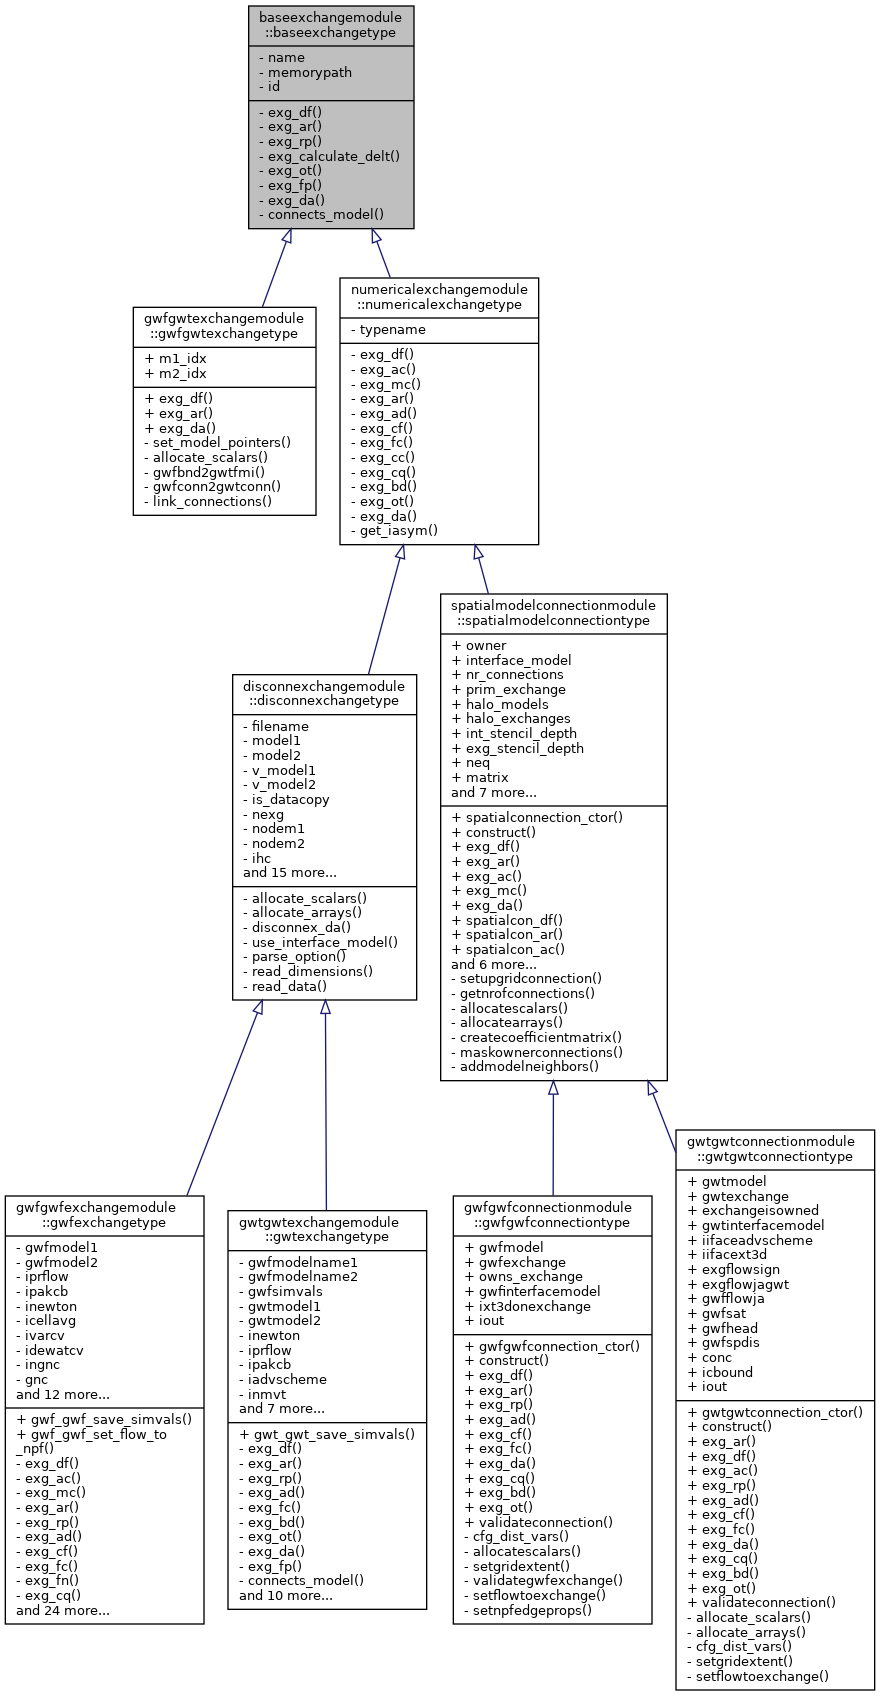 baseexchangemodule
::baseexchangetype
- name
- memorypath
- id
- exg_df()
- exg_ar()
- exg_rp()
- exg_calculate_delt()
- exg_ot()
- exg_fp()
- exg_da()
- connects_model()
gwfgwtexchangemodule
::gwfgwtexchangetype
+ m1_idx
+ m2_idx
+ exg_df()
+ exg_ar()
+ exg_da()
- set_model_pointers()
- allocate_scalars()
- gwfbnd2gwtfmi()
- gwfconn2gwtconn()
- link_connections()
numericalexchangemodule
::numericalexchangetype
- typename
- exg_df()
- exg_ac()
- exg_mc()
- exg_ar()
- exg_ad()
- exg_cf()
- exg_fc()
- exg_cc()
- exg_cq()
- exg_bd()
- exg_ot()
- exg_da()
- get_iasym()
disconnexchangemodule
::disconnexchangetype
- filename
- model1
- model2
- v_model1
- v_model2
- is_datacopy
- nexg
- nodem1
- nodem2
- ihc
and 15 more...
- allocate_scalars()
- allocate_arrays()
- disconnex_da()
- use_interface_model()
- parse_option()
- read_dimensions()
- read_data()
spatialmodelconnectionmodule
::spatialmodelconnectiontype
+ owner
+ interface_model
+ nr_connections
+ prim_exchange
+ halo_models
+ halo_exchanges
+ int_stencil_depth
+ exg_stencil_depth
+ neq
+ matrix
and 7 more...
+ spatialconnection_ctor()
+ construct()
+ exg_df()
+ exg_ar()
+ exg_ac()
+ exg_mc()
+ exg_da()
+ spatialcon_df()
+ spatialcon_ar()
+ spatialcon_ac()
and 6 more...
- setupgridconnection()
- getnrofconnections()
- allocatescalars()
- allocatearrays()
- createcoefficientmatrix()
- maskownerconnections()
- addmodelneighbors()
gwfgwfexchangemodule
::gwfexchangetype
- gwfmodel1
- gwfmodel2
- iprflow
- ipakcb
- inewton
- icellavg
- ivarcv
- idewatcv
- ingnc
- gnc
and 12 more...
+ gwf_gwf_save_simvals()
+ gwf_gwf_set_flow_to
_npf()
- exg_df()
- exg_ac()
- exg_mc()
- exg_ar()
- exg_rp()
- exg_ad()
- exg_cf()
- exg_fc()
- exg_fn()
- exg_cq()
and 24 more...
gwtgwtexchangemodule
::gwtexchangetype
- gwfmodelname1
- gwfmodelname2
- gwfsimvals
- gwtmodel1
- gwtmodel2
- inewton
- iprflow
- ipakcb
- iadvscheme
- inmvt
and 7 more...
+ gwt_gwt_save_simvals()
- exg_df()
- exg_ar()
- exg_rp()
- exg_ad()
- exg_fc()
- exg_bd()
- exg_ot()
- exg_da()
- exg_fp()
- connects_model()
and 10 more...
gwfgwfconnectionmodule
::gwfgwfconnectiontype
+ gwfmodel
+ gwfexchange
+ owns_exchange
+ gwfinterfacemodel
+ ixt3donexchange
+ iout
+ gwfgwfconnection_ctor()
+ construct()
+ exg_df()
+ exg_ar()
+ exg_rp()
+ exg_ad()
+ exg_cf()
+ exg_fc()
+ exg_da()
+ exg_cq()
+ exg_bd()
+ exg_ot()
+ validateconnection()
- cfg_dist_vars()
- allocatescalars()
- setgridextent()
- validategwfexchange()
- setflowtoexchange()
- setnpfedgeprops()
gwtgwtconnectionmodule
::gwtgwtconnectiontype
+ gwtmodel
+ gwtexchange
+ exchangeisowned
+ gwtinterfacemodel
+ iifaceadvscheme
+ iifacext3d
+ exgflowsign
+ exgflowjagwt
+ gwfflowja
+ gwfsat
+ gwfhead
+ gwfspdis
+ conc
+ icbound
+ iout
+ gwtgwtconnection_ctor()
+ construct()
+ exg_ar()
+ exg_df()
+ exg_ac()
+ exg_rp()
+ exg_ad()
+ exg_cf()
+ exg_fc()
+ exg_da()
+ exg_cq()
+ exg_bd()
+ exg_ot()
+ validateconnection()
- allocate_scalars()
- allocate_arrays()
- cfg_dist_vars()
- setgridextent()
- setflowtoexchange()